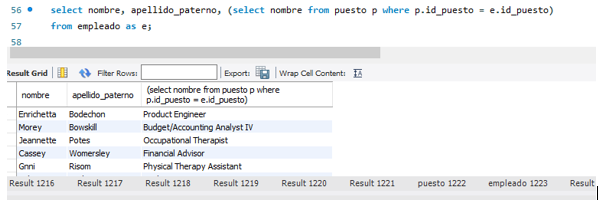 56 select nombre, apellido_paterno, (select nombre from puesto p where p.id_puesto = e.id_puesto)
57 from empleado as e;
58
Result Grid Filter Rows: Export: Wrap Cell Content:
nombre apellido_paterno (select nombre from puesto p where
p.id_puesto = e.id_puesto)
Enrichetta Bodechon Product Engineer
Morey Bowskill Budget/Accounting Analyst IV
Jeannette Potes Occupational Therapist
Cassey Womersley Financial Advisor
Gnni Risom Physical Therapy Assistant
Result 1216 Result 1217 Result 1218 Result 1219 Result 1220 Result 1221 puesto 1222 empleado 1223 Result